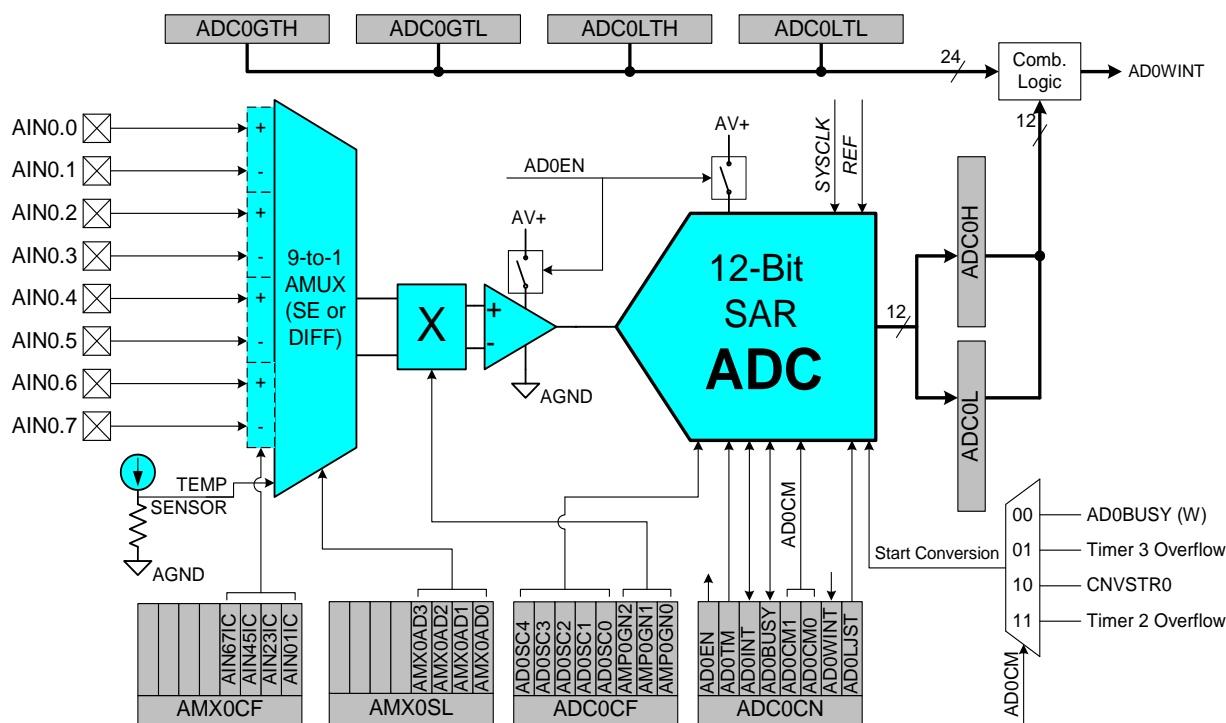 ADC0GTH
ADC0GTL
ADC0LTH
ADC0LTL
24
Comb.
Logic
AD0WINT
12
AIN0.0
AIN0.1
AIN0.2
AIN0.3
AIN0.4
AIN0.5
AIN0.6
AIN0.7
+
-
+
-
+
-
+
-
9-to-1
AMUX
(SE or
DIFF)
X
+
-
AV+
AD0EN
AV+
AGND
SYSCLK
REF
12-Bit
SAR
ADC
12
ADC0H
ADC0L
TEMP
SENSOR
AGND
AD0CM
Start Conversion
00
01
10
11
AD0BUSY (W)
Timer 3 Overflow
CNVSTR0
Timer 2 Overflow
AD0CM
AIN67IC
AIN45IC
AIN23IC
AIN01IC
AMX0CF
AMX0AD3
AMX0AD2
AMX0AD1
AMX0AD0
AMX0SL
AD0SC4
AD0SC3
AD0SC2
AD0SC1
AD0SC0
AMP0GN2
AMP0GN1
AMP0GN0
ADC0CF
AD0EN
AD0TM
AD0INT
AD0BUSY
AD0CM1
AD0CM0
AD0WINT
AD0LJST
ADC0CN